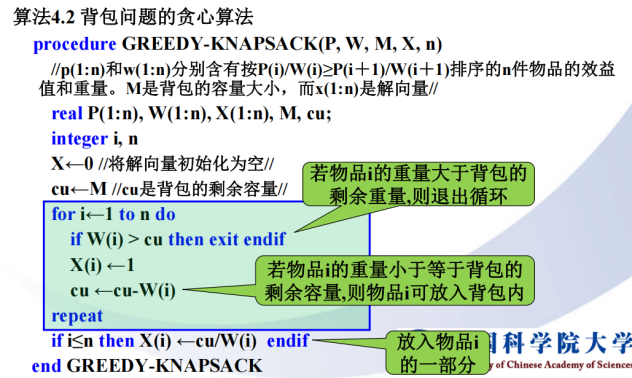 算法4.2 背包问题的贪心算法
procedure GREEDY-KNAPSACK(P, W, M, X, n)
//p(1:n)和w(1:n)分别含有按P(i)/W(i)≥P(i+1)/W(i+1)排序的n件物品的效益
值和重量。M是背包的容量大小，而x(1:n)是解向量//
real P(1:n), W(1:n), X(1:n), M, cu;
integer i, n
X←0 //将解向量初始化为空//
cu←M //cu是背包的剩余容量//
若物品i的重量大于背包的
剩余重量,则退出循环
for i←1 to n do
if W(i) > cu then exit endif
X(i) ←1
cu ←cu-W(i)
若物品i的重量小于等于背包的
剩余容量,则物品i可放入背包内
repeat
if i≤n then X(i) ←cu/W(i) endif
放入物品i
的一部分
end GREEDY-KNAPSACK
科学院大学
y of Chinese Academy of Sciences